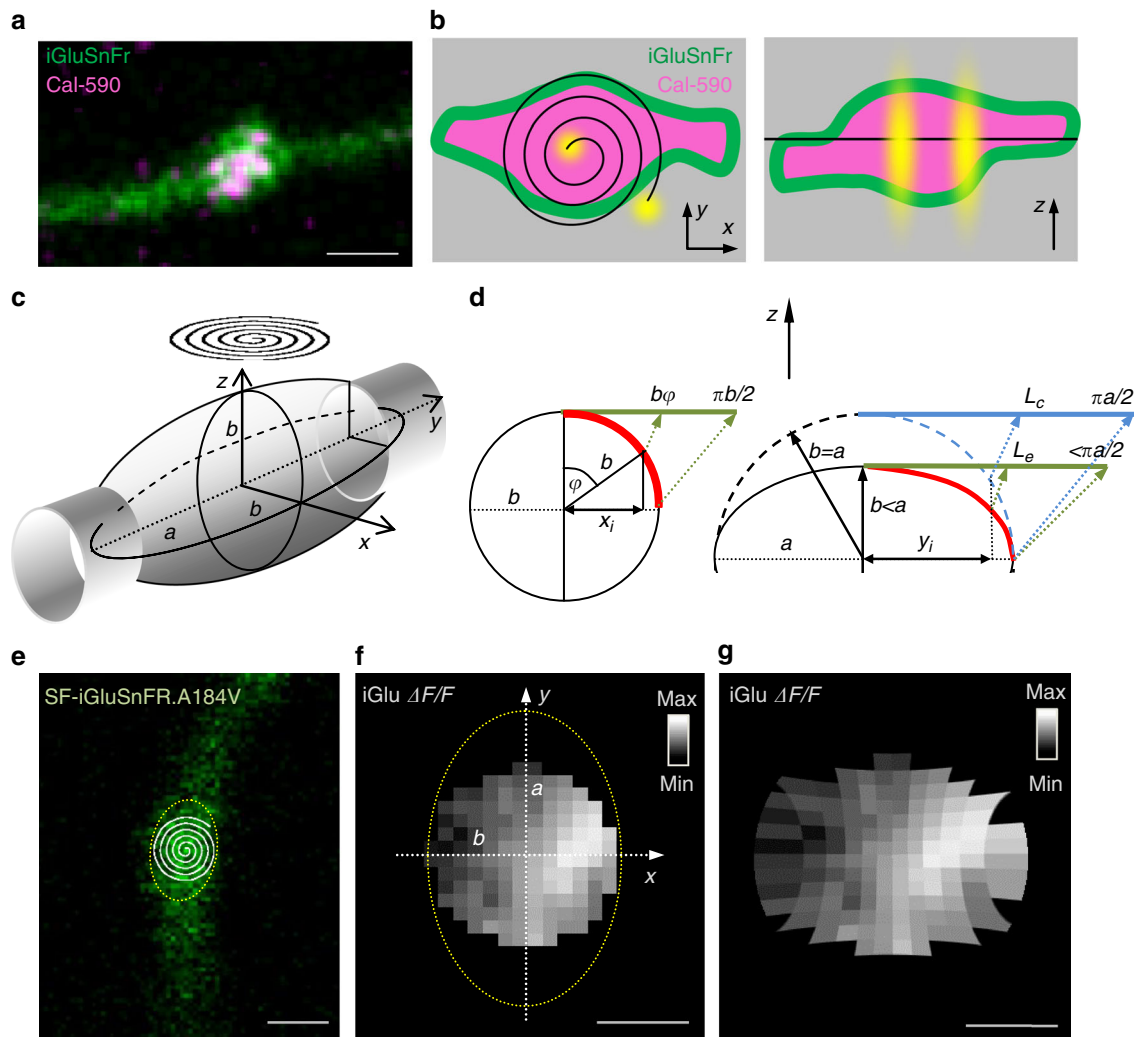 a
iGluSnFr
Cal-590
b
iGluSnFr
Cal-590
y
x
z
c
z
b
y
a
b
x
d
z
bφ
πb/2
b
φ
b
x_i
L_c
πa/2
b=a
L_e
<πa/2
b<a
a
y_i
e
SF-iGluSnFR.A184V
f
iGlu ΔF/F
y
Max
Min
a
b
x
g
iGlu ΔF/F
Max
Min